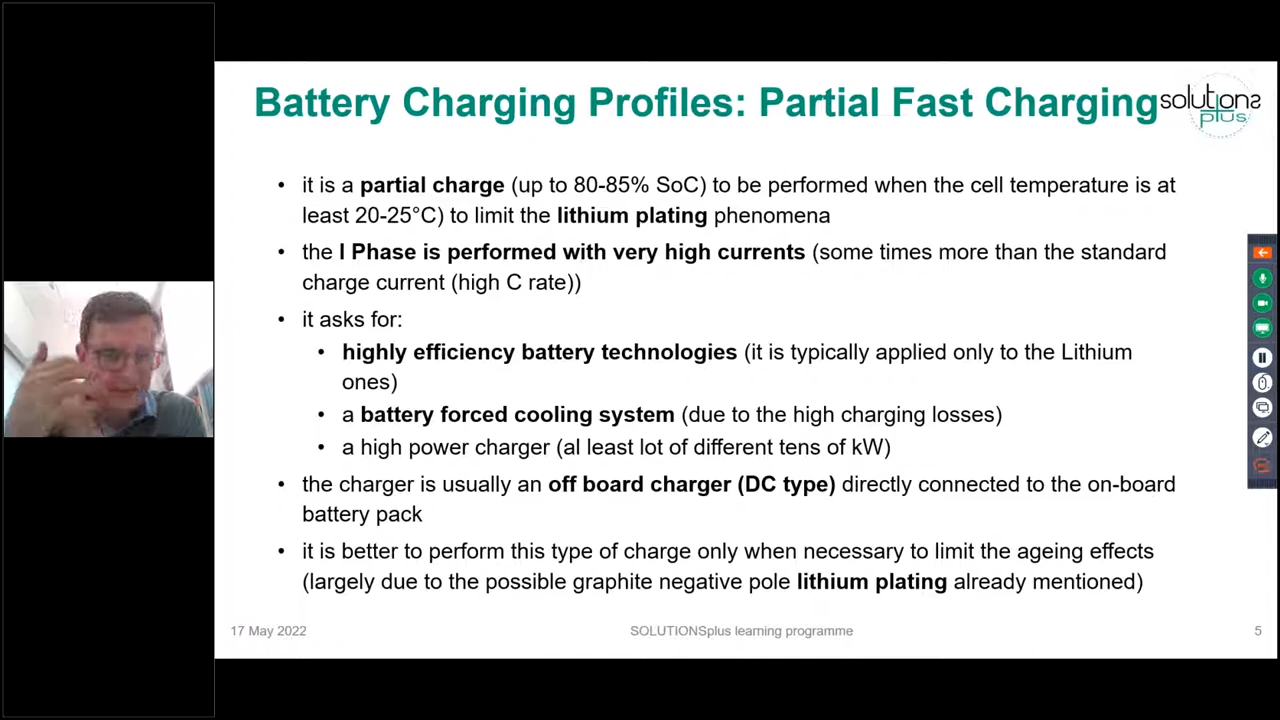 Battery Charging Profiles: Partial Fast Charging
solutions
plus
• it is a partial charge (up to 80-85% SoC) to be performed when the cell temperature is at
least 20-25°C) to limit the lithium plating phenomena
• the I Phase is performed with very high currents (some times more than the standard
charge current (high C rate))
• it asks for:
• highly efficiency battery technologies (it is typically applied only to the Lithium
ones)
• a battery forced cooling system (due to the high charging losses)
• a high power charger (al least lot of different tens of kW)
• the charger is usually an off board charger (DC type) directly connected to the on-board
battery pack
• it is better to perform this type of charge only when necessary to limit the ageing effects
(largely due to the possible graphite negative pole lithium plating already mentioned)
17 May 2022
SOLUTIONSplus learning programme
5